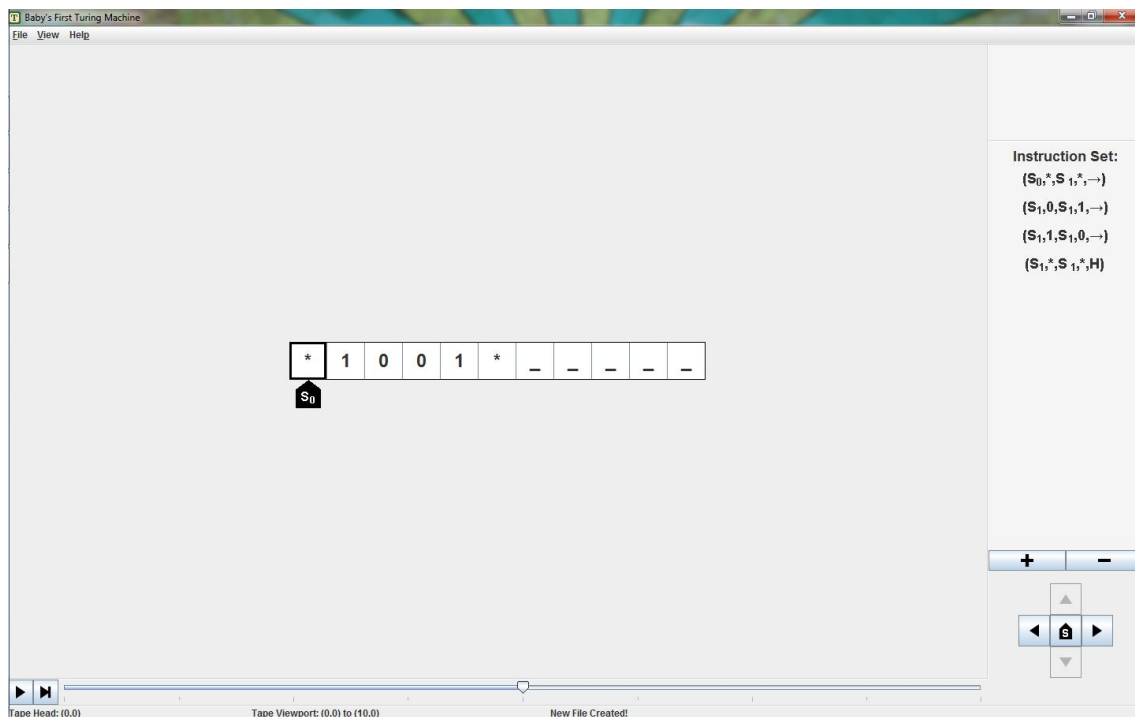 Baby's First Turing Machine
File View Help
Instruction Set:
(S₀,*,S ₁,*,→)
(S₁,0,S₁,1,→)
(S₁,1,S₁,0,→)
(S₁,*,S ₁,*,H)
* 1 0 0 1 * _ _ _ _ _
S₀
+ −
S
Tape Head: (0,0) Tape Viewport: (0,0) to (10,0) New File Created!